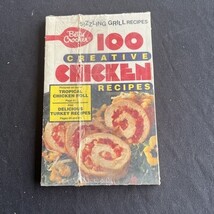 SIZZLING GRILL RECIPES
Betty Crocker
100
CREATIVE
CHICKEN
RECIPES
TROPICAL
CHICKEN ROLL
DELICIOUS
TURKEY RECIPES